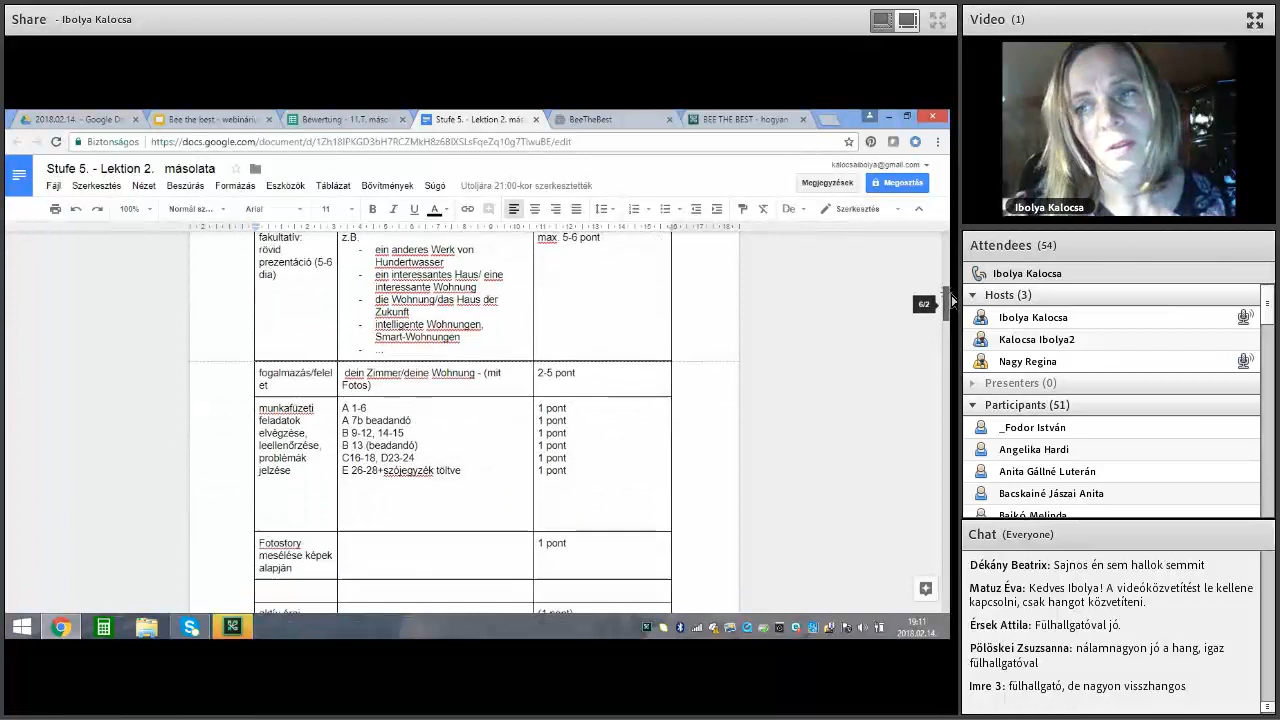 Share - Ibolya Kalocsa
2018.02.14. - Google D
Bee the best - webinár
Bewertung - 11.T. máso
Stufe 5. - Lektion 2. más
BeeTheBest
BEE THE BEST - hogyan
Biztonságos
https://docs.google.com/document/d/
/edit
Stufe 5. - Lektion 2. másolata
kalocsaibolya@gmail.com
Fájl Szerkesztés Nézet Beszúrás Formázás Eszközök Táblázat Bővítmények Súgó Utoljára 21:00-kor szerkesztették
Megjegyzések
Megosztás
100% Normál sz... Arial 11 B I U A De Szerkesztés
fakultatív:
rövid
prezentáció (5-6
dia)
z.B.
- ein anderes Werk von
Hundertwasser
- ein interessantes Haus/ eine
interessante Wohnung
- die Wohnung/das Haus der
Zukunft
- intelligente Wohnungen,
Smart-Wohnungen
- ...
max. 5-6 pont
6/2
fogalmazás/felel
et
dein Zimmer/deine Wohnung - (mit
Fotos)
2-5 pont
munkafüzeti
feladatok
elvégzése,
leellenőrzése,
problémák
jelzése
A 1-6
A 7b beadandó
B 9-12, 14-15
B 13 (beadandó)
C16-18, D23-24
E 26-28+szójegyzék töltve
1 pont
1 pont
1 pont
1 pont
1 pont
1 pont
Fotostory
mesélése képek
alapján
1 pont
aktív órai
(1 pont)
19:11
2018.02.14.
Video (1)
Ibolya Kalocsa
Attendees (54)
Ibolya Kalocsa
Hosts (3)
Ibolya Kalocsa
Kalocsa Ibolya2
Nagy Regina
Presenters (0)
Participants (51)
_Fodor István
Angelika Hardi
Anita Gállné Luterán
Bacskainé Jászai Anita
Bajkó Melinda
Chat (Everyone)
Dékány Beatrix: Sajnos én sem hallok semmit
Matuz Éva: Kedves Ibolya! A videóközvetítést le kellene
kapcsolni, csak hangot közvetíteni.
Érsek Attila: Fülhallgatóval jó.
Pölöskei Zsuzsanna: nálamnagyon jó a hang, igaz
fülhallgatóval
Imre 3: fülhallgató, de nagyon visszhangos